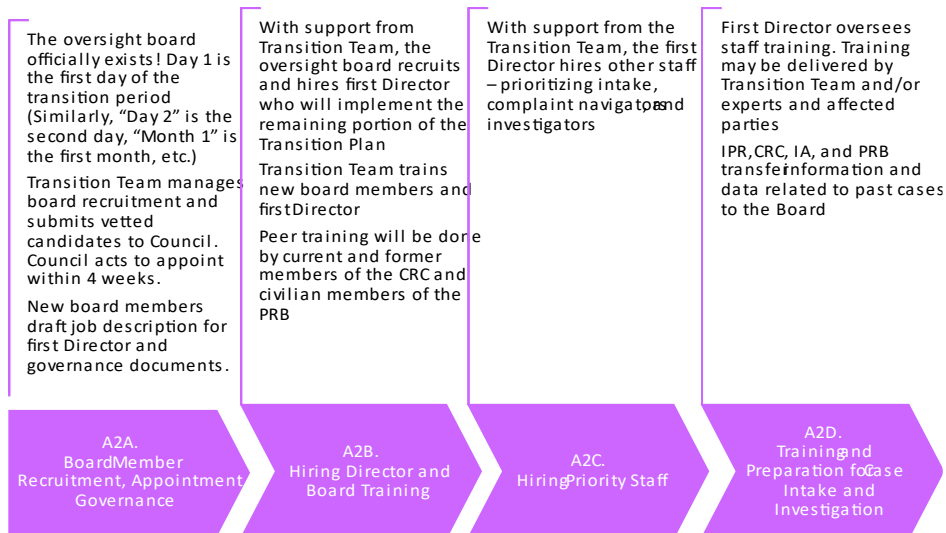 The oversight board
officially exists! Day 1 is
the first day of the
transition period
(Similarly, “Day 2” is the
second day, “Month 1” is
the first month, etc.)
Transition Team manages
board recruitment and
submits vetted
candidates to Council.
Council acts to appoint
within 4 weeks.
New board members
draft job description for
first Director and
governance documents.
With support from
Transition Team, the
oversight board recruits
and hires first Director
who will implement the
remaining portion of the
Transition Plan
Transition Team trains
new board members and
first Director
Peer training will be done
by current and former
members of the CRC and
civilian members of the
PRB
With support from the
Transition Team, the first
Director hires other staff
– prioritizing intake,
complaint navigators, and
investigators
First Director oversees
staff training. Training
may be delivered by
Transition Team and/or
experts and affected
parties
IPR, CRC, IA, and PRB
transfer information and
data related to past cases
to the Board
A2A.
Board Member
Recruitment, Appointment
Governance
A2B.
Hiring Director and
Board Training
A2C.
Hiring Priority Staff
A2D.
Training and
Preparation for Case
Intake and
Investigation